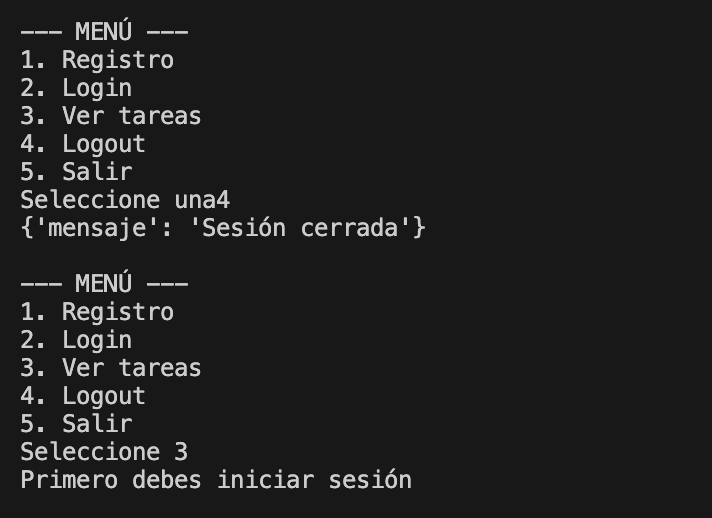 --- MENÚ ---
1. Registro
2. Login
3. Ver tareas
4. Logout
5. Salir
Seleccione una4
{'mensaje': 'Sesión cerrada'}
--- MENÚ ---
1. Registro
2. Login
3. Ver tareas
4. Logout
5. Salir
Seleccione 3
Primero debes iniciar sesión